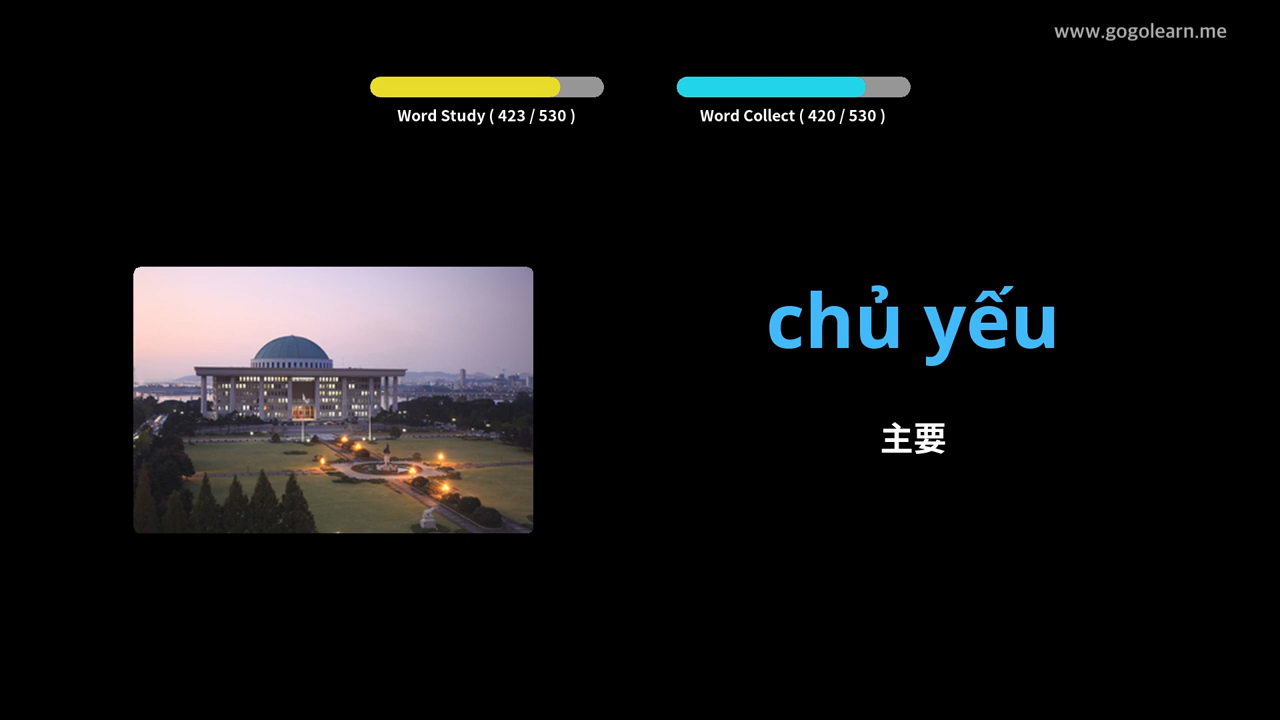 www.gogolearn.me
Word Study ( 423 / 530 )
Word Collect ( 420 / 530 )
chủ yếu
主要